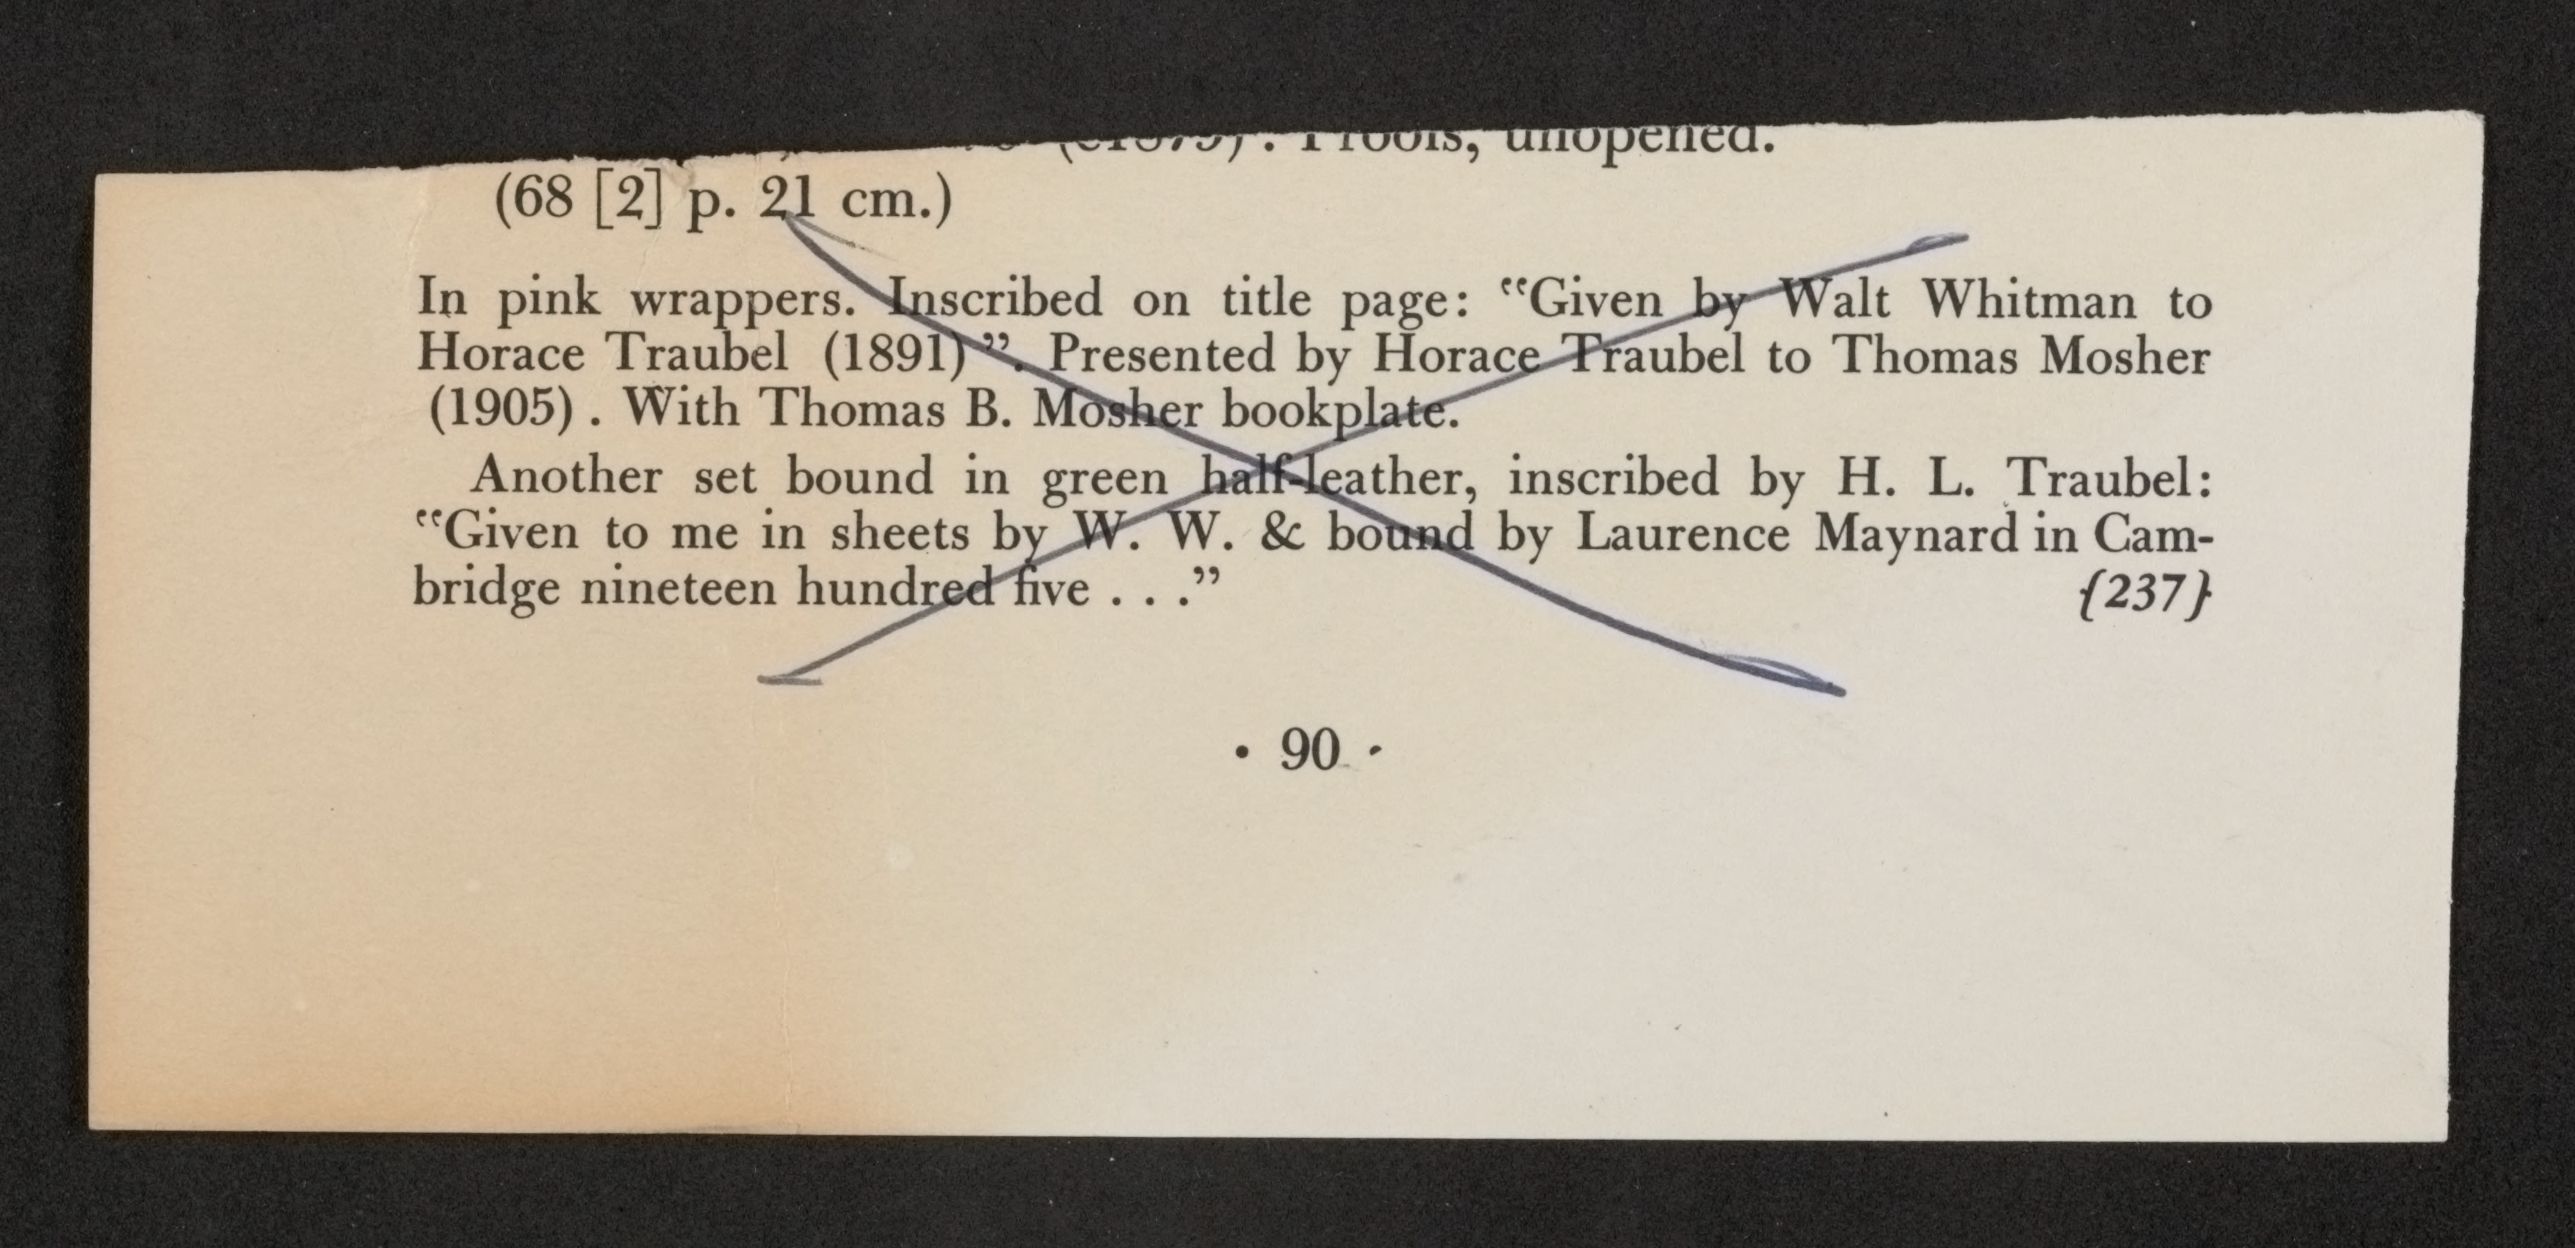 (c1875). Proofs, unopened.
(68 [2] p. 21 cm.)
In pink wrappers. Inscribed on title page: “Given by Walt Whitman to
Horace Traubel (1891)”. Presented by Horace Traubel to Thomas Mosher
(1905). With Thomas B. Mosher bookplate.
Another set bound in green half-leather, inscribed by H. L. Traubel:
“Given to me in sheets by W. W. & bound by Laurence Maynard in Cam-
bridge nineteen hundred five . . .”
{237}
· 90 ·